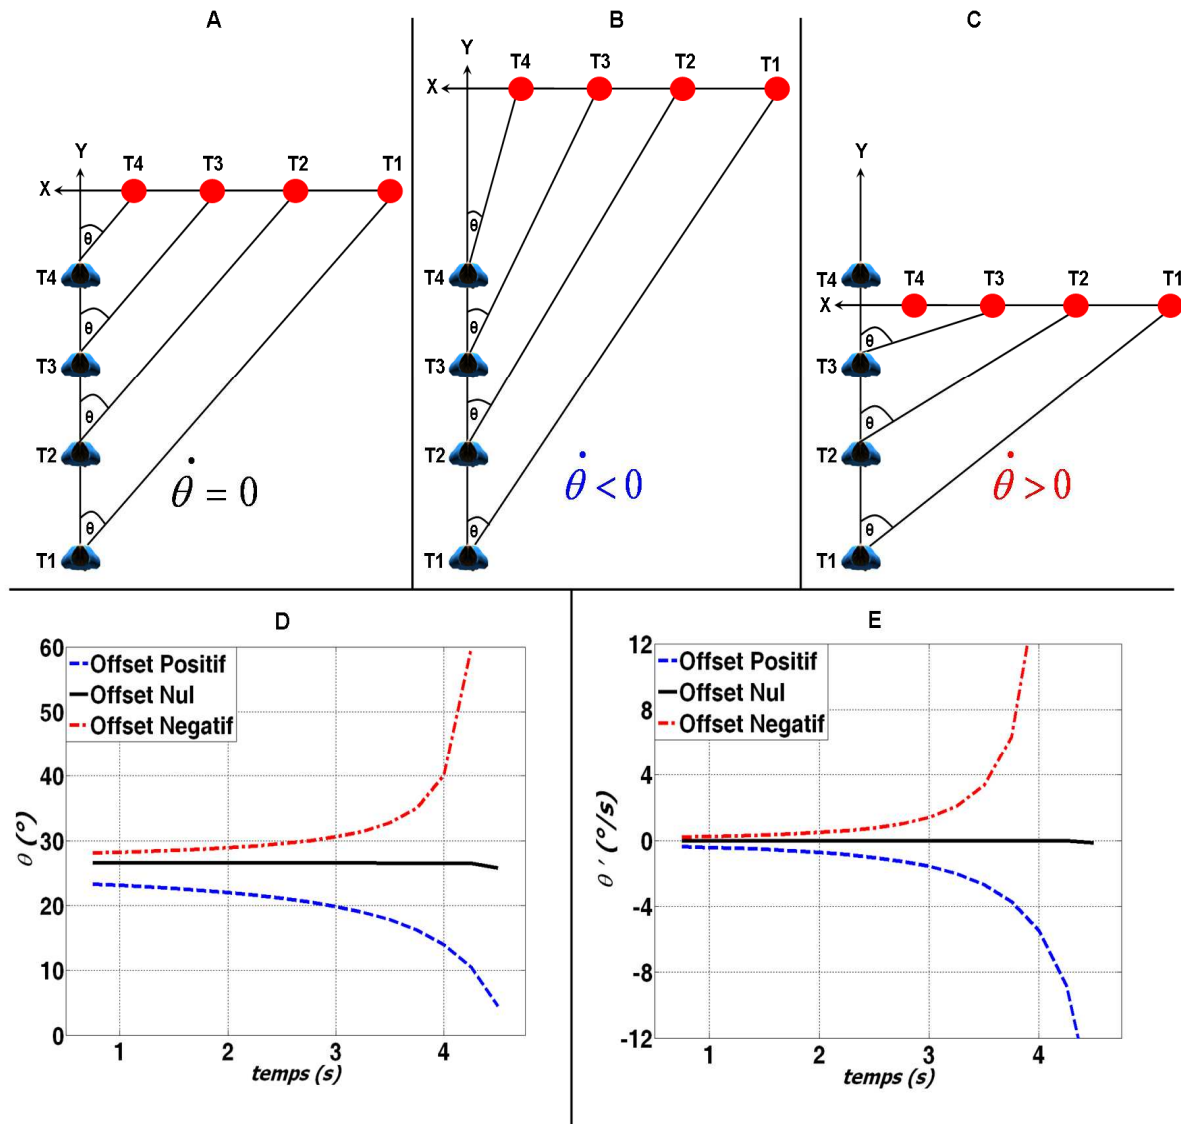 A
B
C
Y
X
T4
T3
T2
T1
θ
T4
θ
T3
θ
T2
θ
T1
θ̇ = 0
Y
X
T4
T3
T2
T1
θ
T4
θ
T3
θ
T2
θ
T1
θ̇ < 0
Y
X
T4
T4
T3
T2
T1
θ
T3
θ
T2
θ
T1
θ̇ > 0
D
Offset Positif
Offset Nul
Offset Negatif
60
50
40
30
20
10
0
θ (°)
1
2
3
4
temps (s)
E
Offset Positif
Offset Nul
Offset Negatif
12
8
4
0
-4
-8
-12
θ ' (°/s)
1
2
3
4
temps (s)